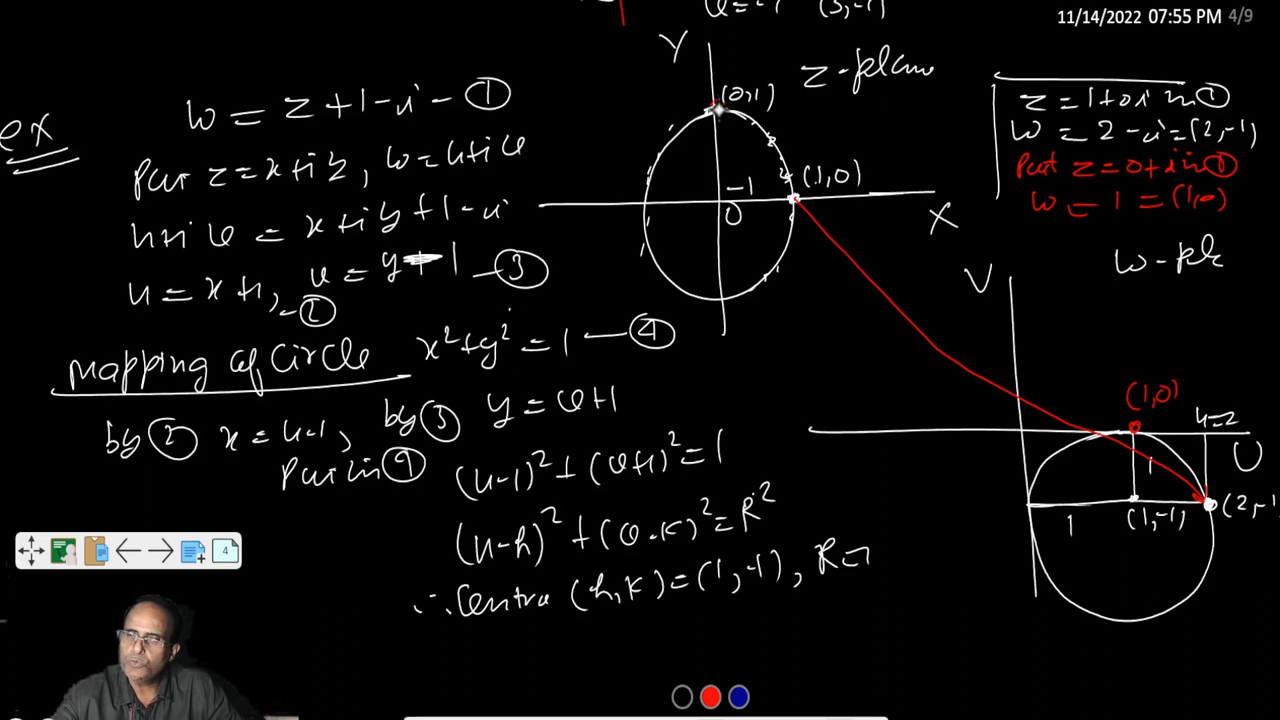 11/14/2022 07:55 PM 4/9
(3,-1)
ex
w = z+1-i - ①
Put z=x+iy, w=u+iv
u+iv = x+iy+1-i
u = x+1, -②
v = y-1 - ③
Mapping of Circle x²+y²=1 - ④
by ② x=u-1, by ③ y = v+1
Put in ④ (u-1)²+(v+1)²=1
(u-h)²+(v-k)²=R²
∴ Centre (h,k)=(1,-1), R=
Y
z-plane
(0,1)
(1,0)
-1
0
X
z=1+0i in ①
w = 2-i=(2,-1)
Put z=0+i in ①
w = 1 = (1,0)
w-pl
V
(1,0)
u=2
U
1
1
(1,-1)
(2,-1
4